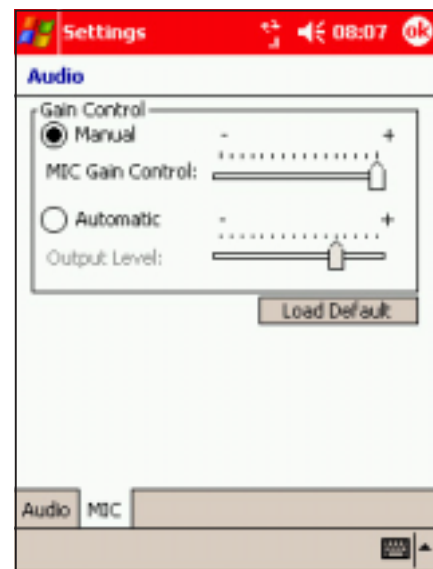 Settings 08:07 ok
Audio
Gain Control
Manual - +
MIC Gain Control:
Automatic - +
Output Level:
Load Default
Audio MIC